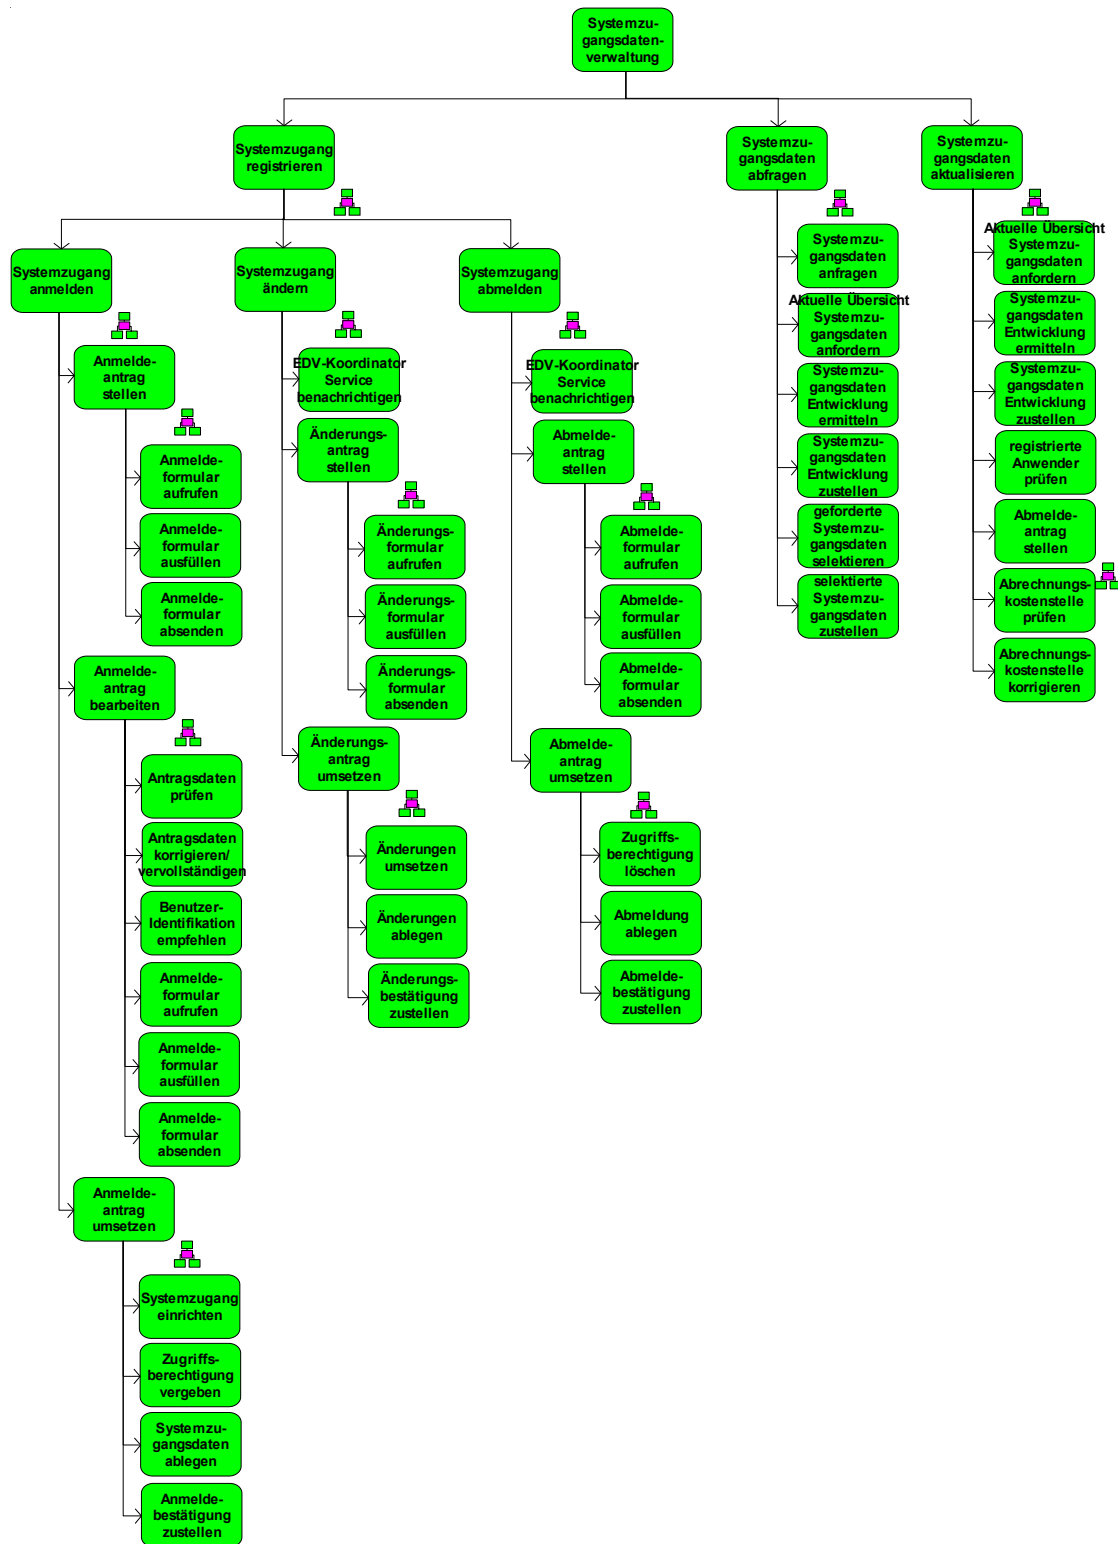 Systemzu-
gangsdaten-
verwaltung
Systemzugang
registrieren
Systemzu-
gangsdaten
abfragen
Systemzu-
gangsdaten
aktualisieren
Systemzugang
anmelden
Anmelde-
antrag
stellen
Anmelde-
formular
aufrufen
Anmelde-
formular
ausfüllen
Anmelde-
formular
absenden
Anmelde-
antrag
bearbeiten
Antragsdaten
prüfen
Antragsdaten
korrigieren/
vervollständigen
Benutzer-
Identifikation
empfehlen
Anmelde-
formular
aufrufen
Anmelde-
formular
ausfüllen
Anmelde-
formular
absenden
Anmelde-
antrag
umsetzen
Systemzugang
einrichten
Zugriffs-
berechtigung
vergeben
Systemzu-
gangsdaten
ablegen
Anmelde-
bestätigung
zustellen
Systemzugang
ändern
EDV-Koordinator
Service
benachrichtigen
Änderungs-
antrag
stellen
Änderungs-
formular
aufrufen
Änderungs-
formular
ausfüllen
Änderungs-
formular
absenden
Änderungs-
antrag
umsetzen
Änderungen
umsetzen
Änderungen
ablegen
Änderungs-
bestätigung
zustellen
Systemzugang
abmelden
EDV-Koordinator
Service
benachrichtigen
Abmelde-
antrag
stellen
Abmelde-
formular
aufrufen
Abmelde-
formular
ausfüllen
Abmelde-
formular
absenden
Abmelde-
antrag
umsetzen
Zugriffs-
berechtigung
löschen
Abmeldung
ablegen
Abmelde-
bestätigung
zustellen
Systemzu-
gangsdaten
anfragen
Aktuelle Übersicht
Systemzu-
gangsdaten
anfordern
Systemzu-
gangsdaten
Entwicklung
ermitteln
Systemzu-
gangsdaten
Entwicklung
zustellen
geforderte
Systemzu-
gangsdaten
selektieren
selektierte
Systemzu-
gangsdaten
zustellen
Aktuelle Übersicht
Systemzu-
gangsdaten
anfordern
Systemzu-
gangsdaten
Entwicklung
ermitteln
Systemzu-
gangsdaten
Entwicklung
zustellen
registrierte
Anwender
prüfen
Abmelde-
antrag
stellen
Abrechnungs-
kostenstelle
prüfen
Abrechnungs-
kostenstelle
korrigieren